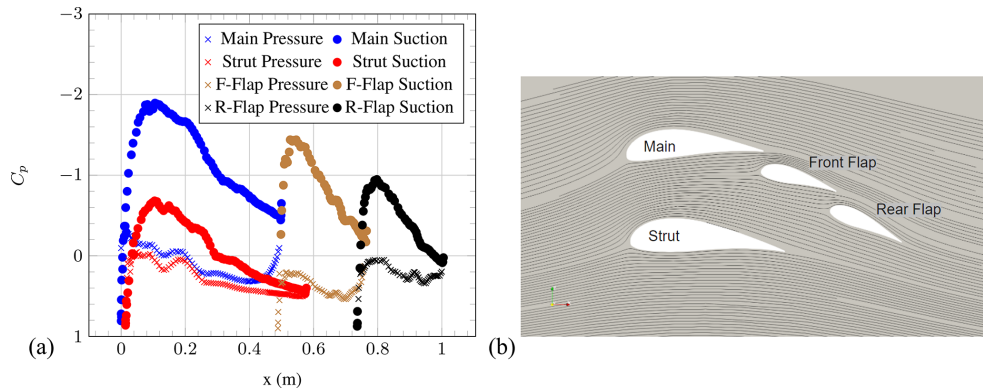 −3
−2
−1
0
1
C_p
0 0.2 0.4 0.6 0.8 1
x (m)
Main Pressure Main Suction
Strut Pressure Strut Suction
F-Flap Pressure F-Flap Suction
R-Flap Pressure R-Flap Suction
(a)
Main
Front Flap
Rear Flap
Strut
(b)